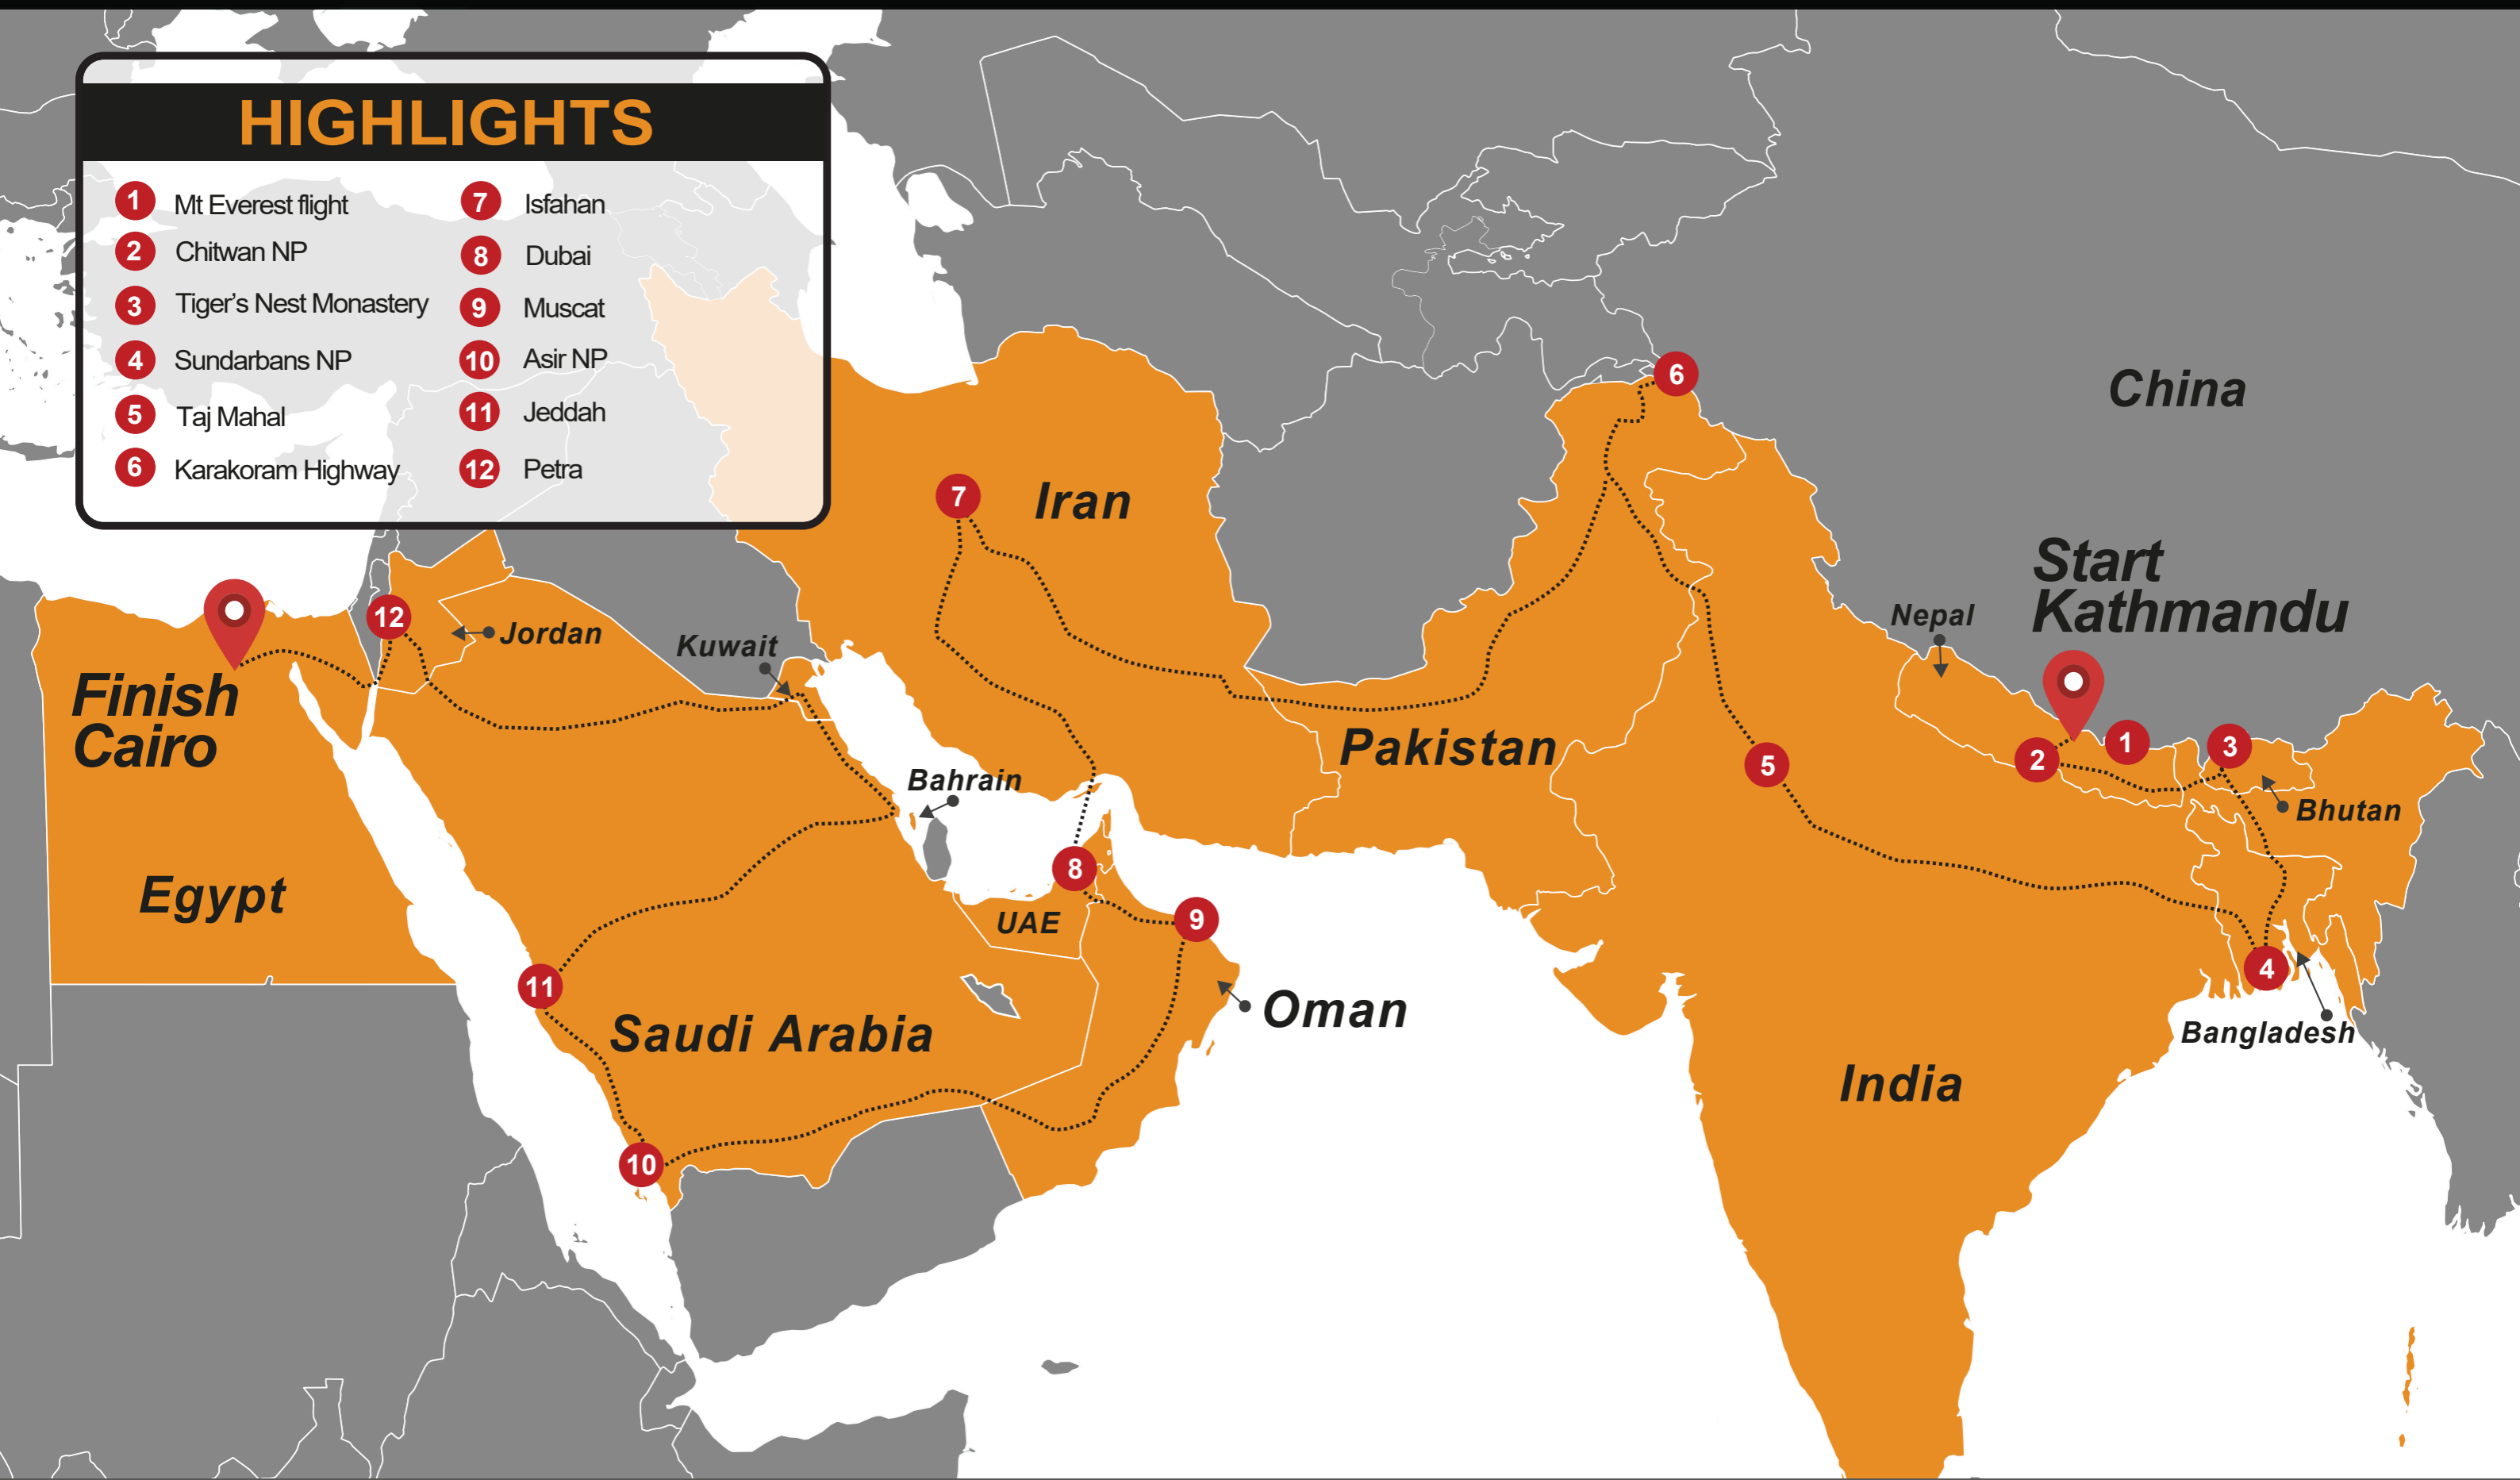 HIGHLIGHTS
1 Mt Everest flight
2 Chitwan NP
3 Tiger's Nest Monastery
4 Sundarbans NP
5 Taj Mahal
6 Karakoram Highway
7 Isfahan
8 Dubai
9 Muscat
10 Asir NP
11 Jeddah
12 Petra
6
China
7
Iran
Start
Kathmandu
12
Jordan
Kuwait
Nepal
Finish
Cairo
Pakistan
5
2
1
3
Bahrain
Bhutan
8
Egypt
UAE
9
4
11
Oman
Saudi Arabia
Bangladesh
India
10